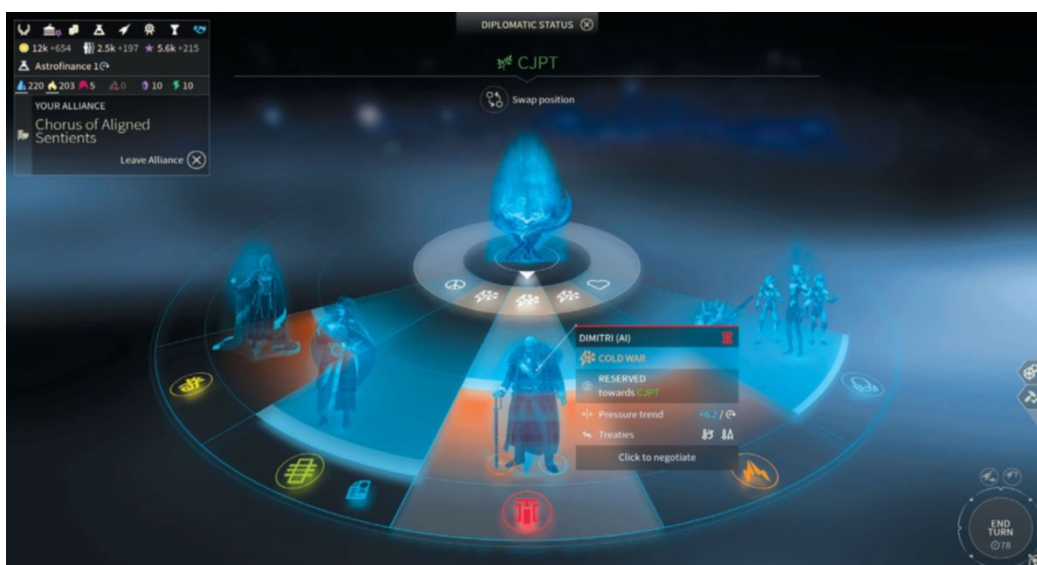 DIPLOMATIC STATUS
CJPT
Swap position
12k +654 2.5k +197 5.6k +215
Astrofinance 1
220 203 5 0 10 10
YOUR ALLIANCE
Chorus of Aligned
Sentients
Leave Alliance
DIMITRI (AI)
COLD WAR
RESERVED
towards CJPT
Pressure trend +6.2 /
Treaties
Click to negotiate
END
TURN
78